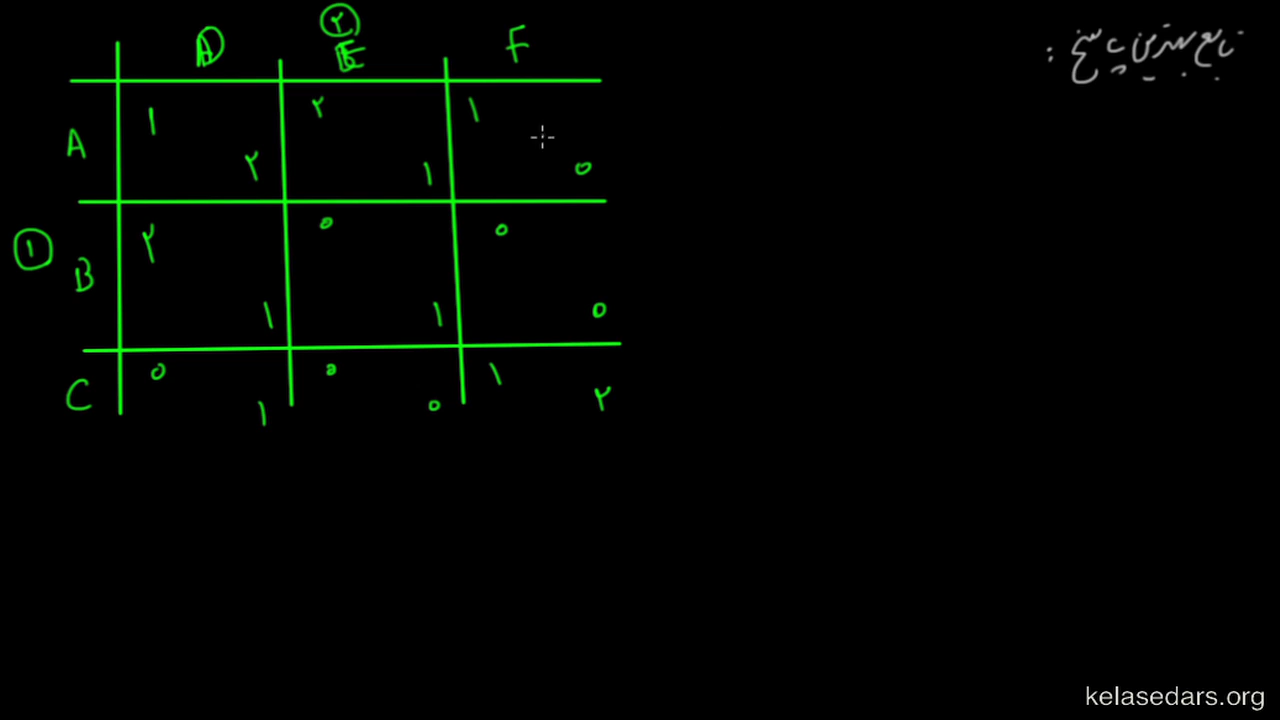 تابع بهترین پاسخ :
۲
D E F
A ۱ ۲ ۱
۲ ۱ ۰
۱ B ۲ ۰ ۰
۱ ۱ ۰
C ۰ ۰ ۱
۱ ۰ ۲
kelasedars.org